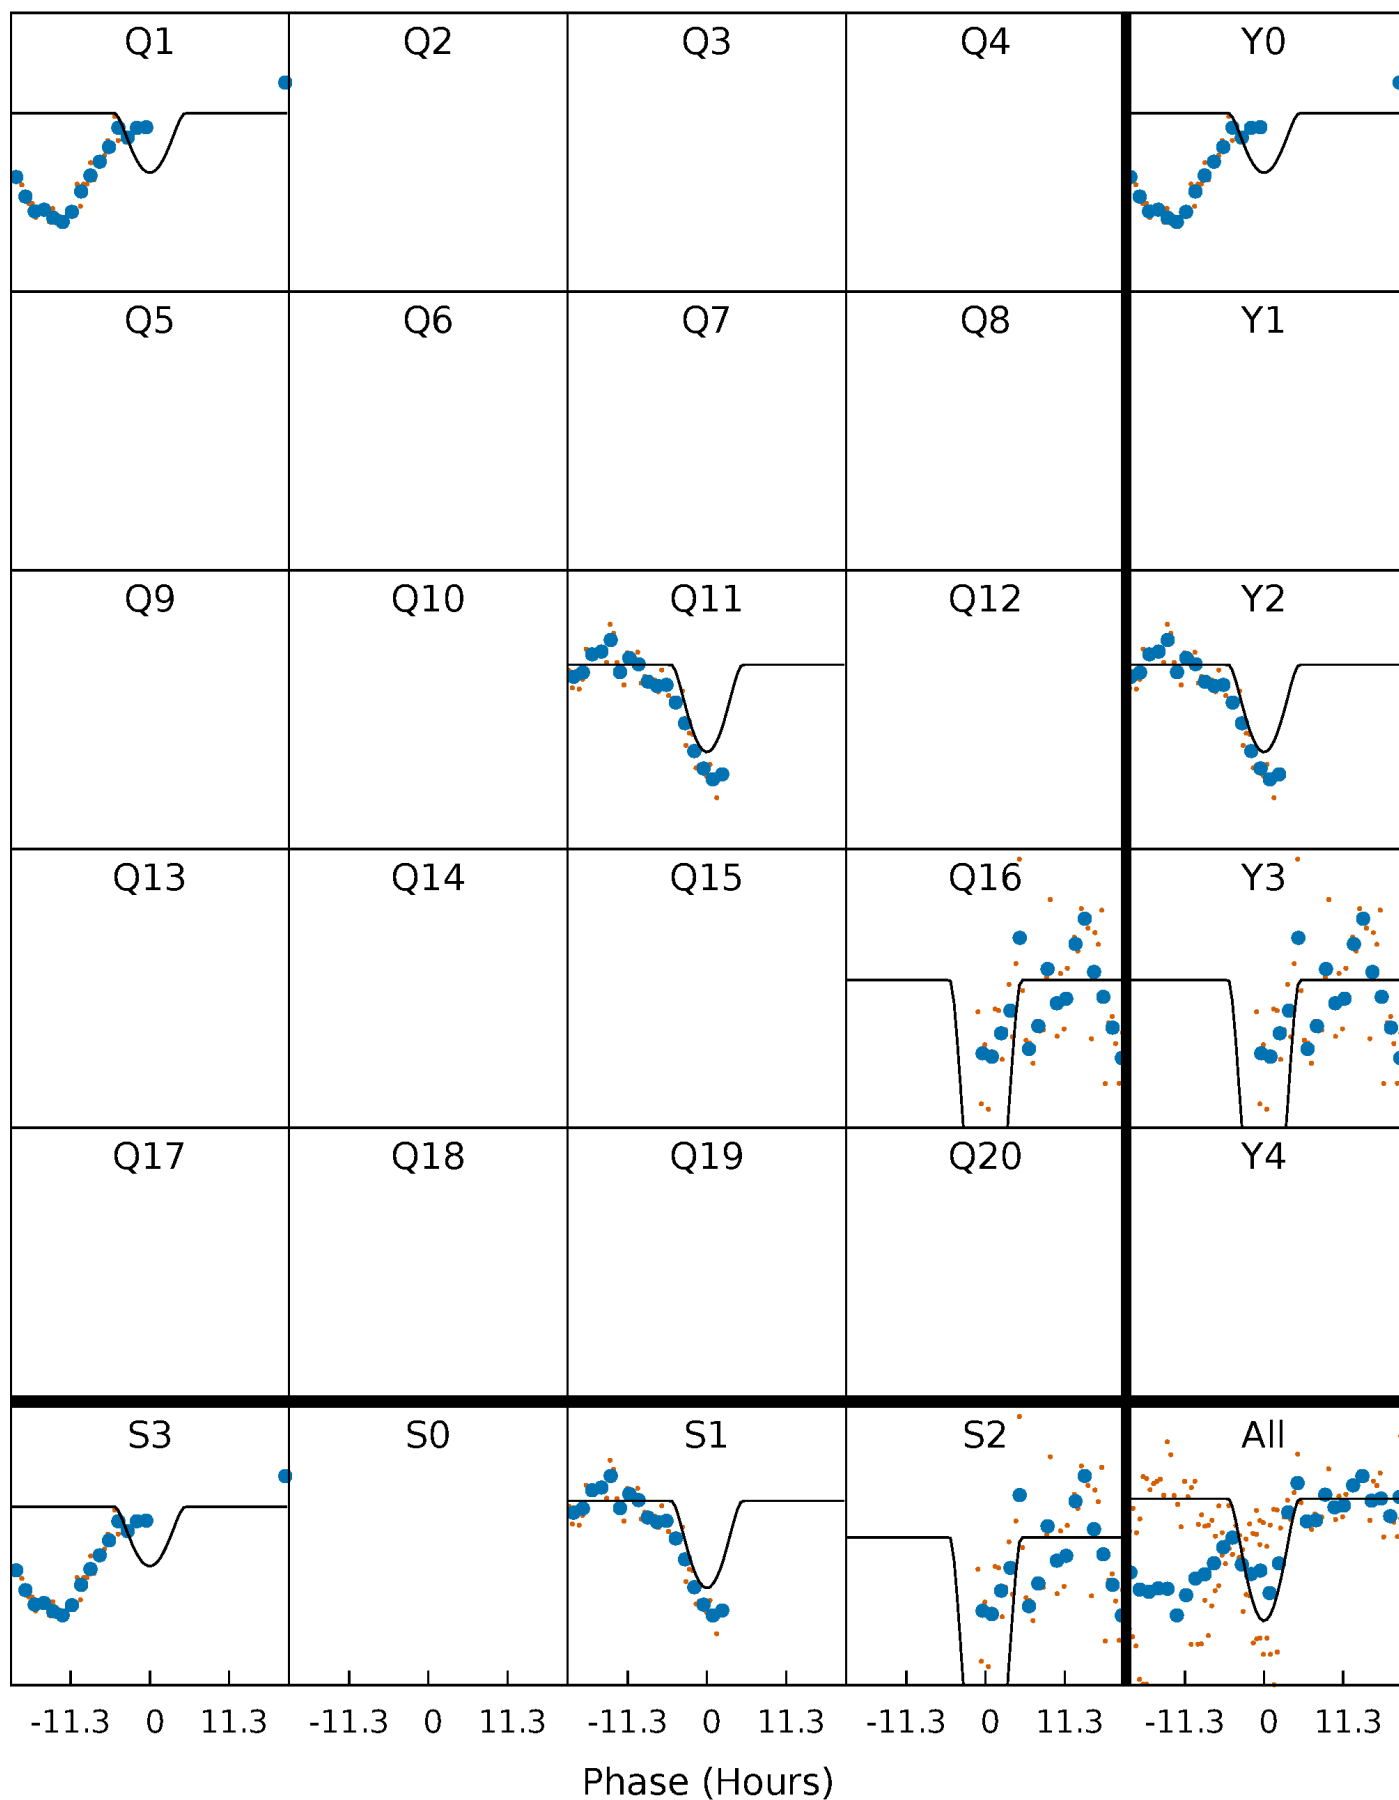 Q1 Q2 Q3 Q4 Y0
Q5 Q6 Q7 Q8 Y1
Q9 Q10 Q11 Q12 Y2
Q13 Q14 Q15 Q16 Y3
Q17 Q18 Q19 Q20 Y4
S3 S0 S1 S2 All
-11.3 0 11.3 -11.3 0 11.3 -11.3 0 11.3 -11.3 0 11.3 -11.3 0 11.3
Phase (Hours)